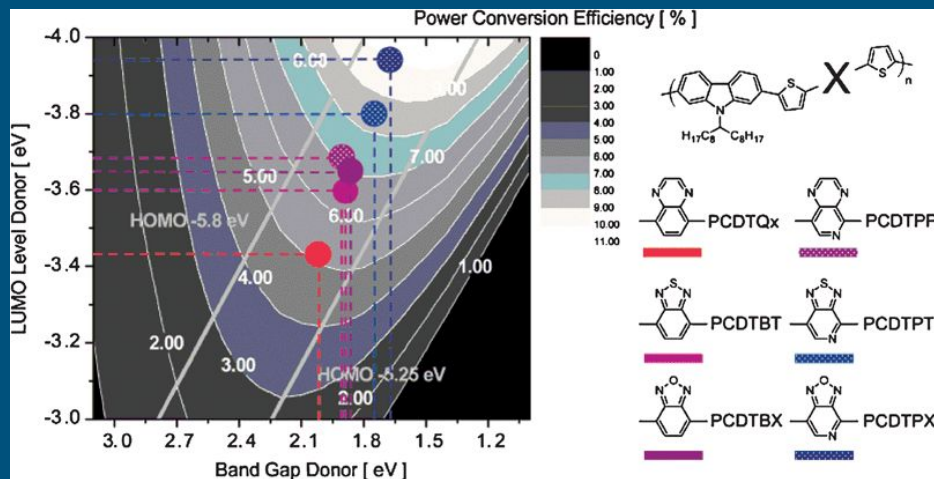 Power Conversion Efficiency [ % ]
LUMO Level Donor [ eV ]
-4.0
-3.8
-3.6
-3.4
-3.2
-3.0
3.0
2.7
2.4
2.1
1.8
1.5
1.2
Band Gap Donor [ eV ]
8.00
9.00
7.00
5.00
6.00
HOMO -5.8 eV
4.00
1.00
2.00
3.00
HOMO -5.25 eV
2.00
0
1.00
2.00
3.00
4.00
5.00
6.00
7.00
8.00
9.00
10.00
11.00
S
S
X
n
N
H17C8
C8H17
N
N
PCDTQx
N
N
N
PCDTPP
S
N
N
PCDTBT
S
N
N
N
PCDTPT
O
N
N
PCDTBX
O
N
N
N
PCDTPX